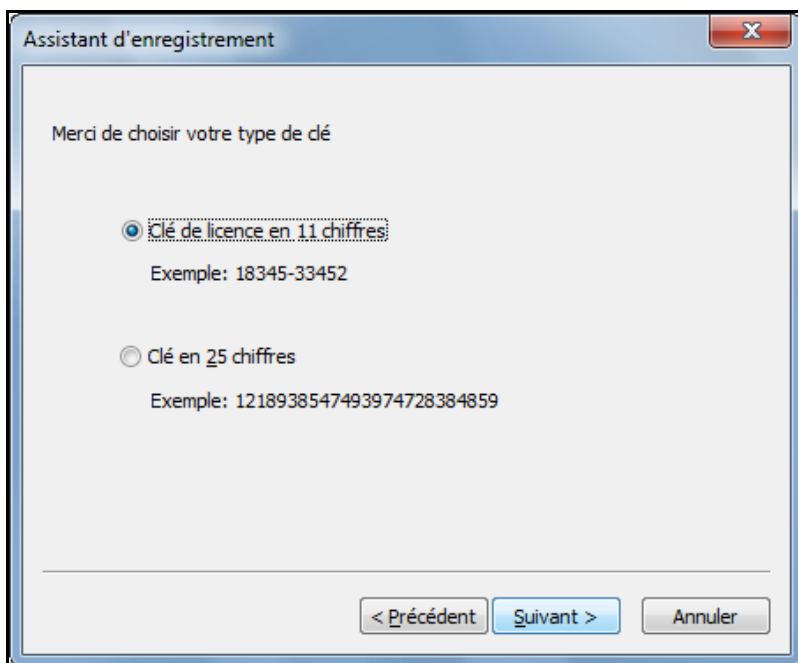 Assistant d'enregistrement
Merci de choisir votre type de clé
Clé de licence en 11 chiffres
Exemple: 18345-33452
Clé en 25 chiffres
Exemple: 1218938547493974728384859
< Précédent Suivant > Annuler